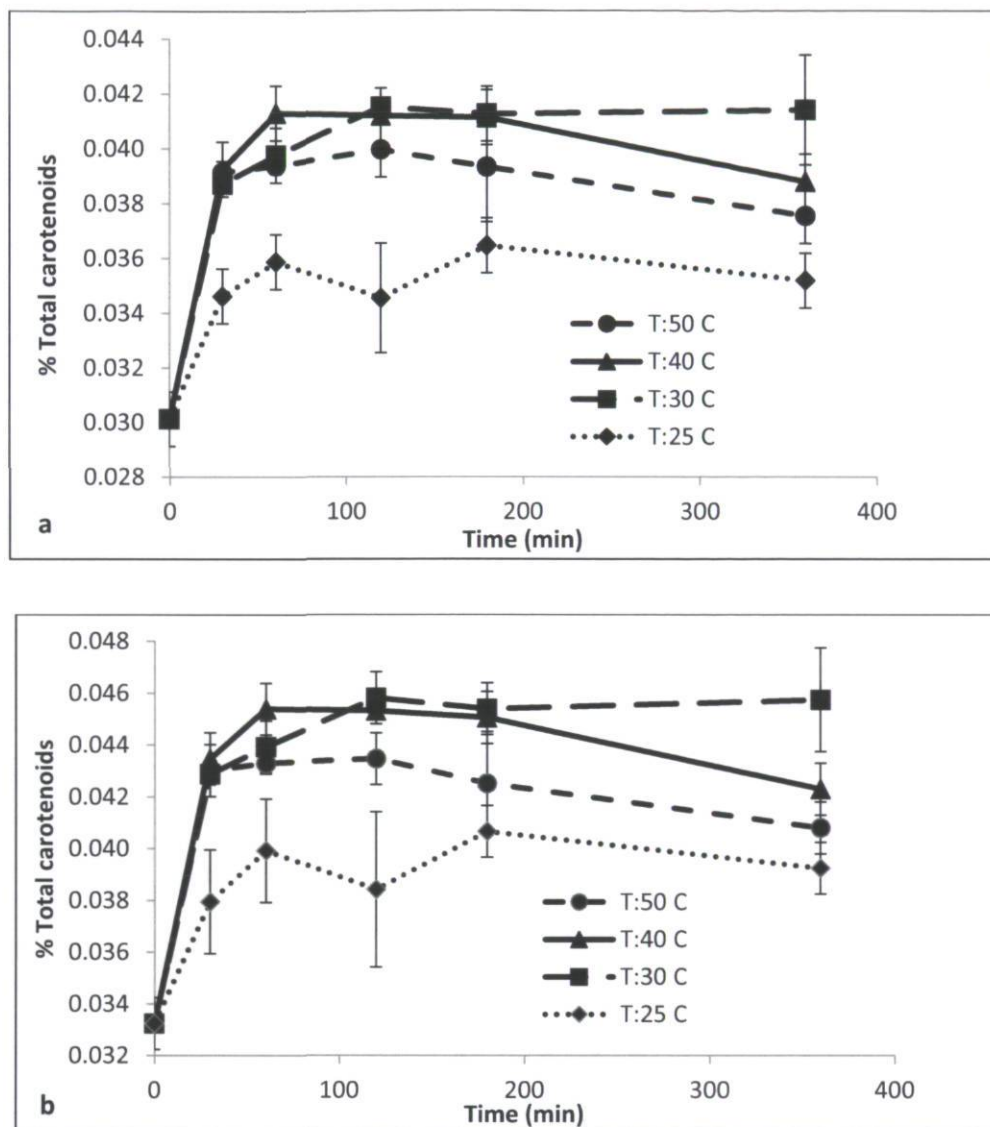 0.044
0.042
0.040
0.038
0.036
0.034
0.032
0.030
0.028
% Total carotenoids
T:50 C
T:40 C
T:30 C
T:25 C
0 100 200 300 400
Time (min)
a
0.048
0.046
0.044
0.042
0.040
0.038
0.036
0.034
0.032
% Total carotenoids
T:50 C
T:40 C
T:30 C
T:25 C
0 100 200 300 400
Time (min)
b